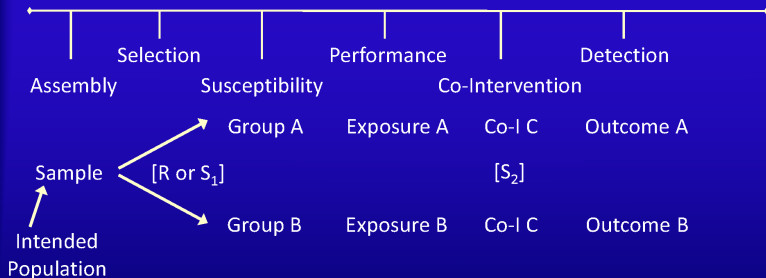 Selection Performance Detection
Assembly Susceptibility Co-Intervention
Group A Exposure A Co-I C Outcome A
Sample [R or S₁] [S₂]
Group B Exposure B Co-I C Outcome B
Intended
Population